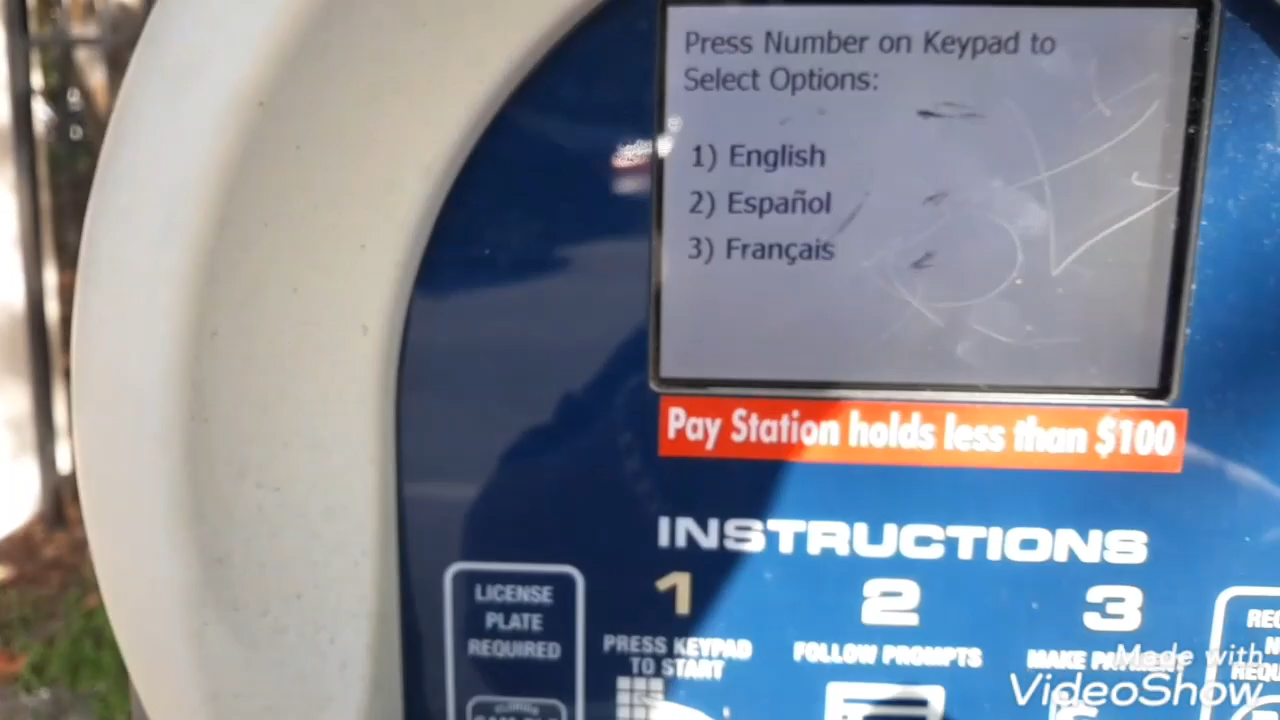 Press Number on Keypad to
Select Options:
1) English
2) Español
3) Français
Pay Station holds less than $100
INSTRUCTIONS
1
2
3
LICENSE
PLATE
REQUIRED
PRESS KEYPAD
TO START
FOLLOW PROMPTS
MAKE
Made with
VideoShow